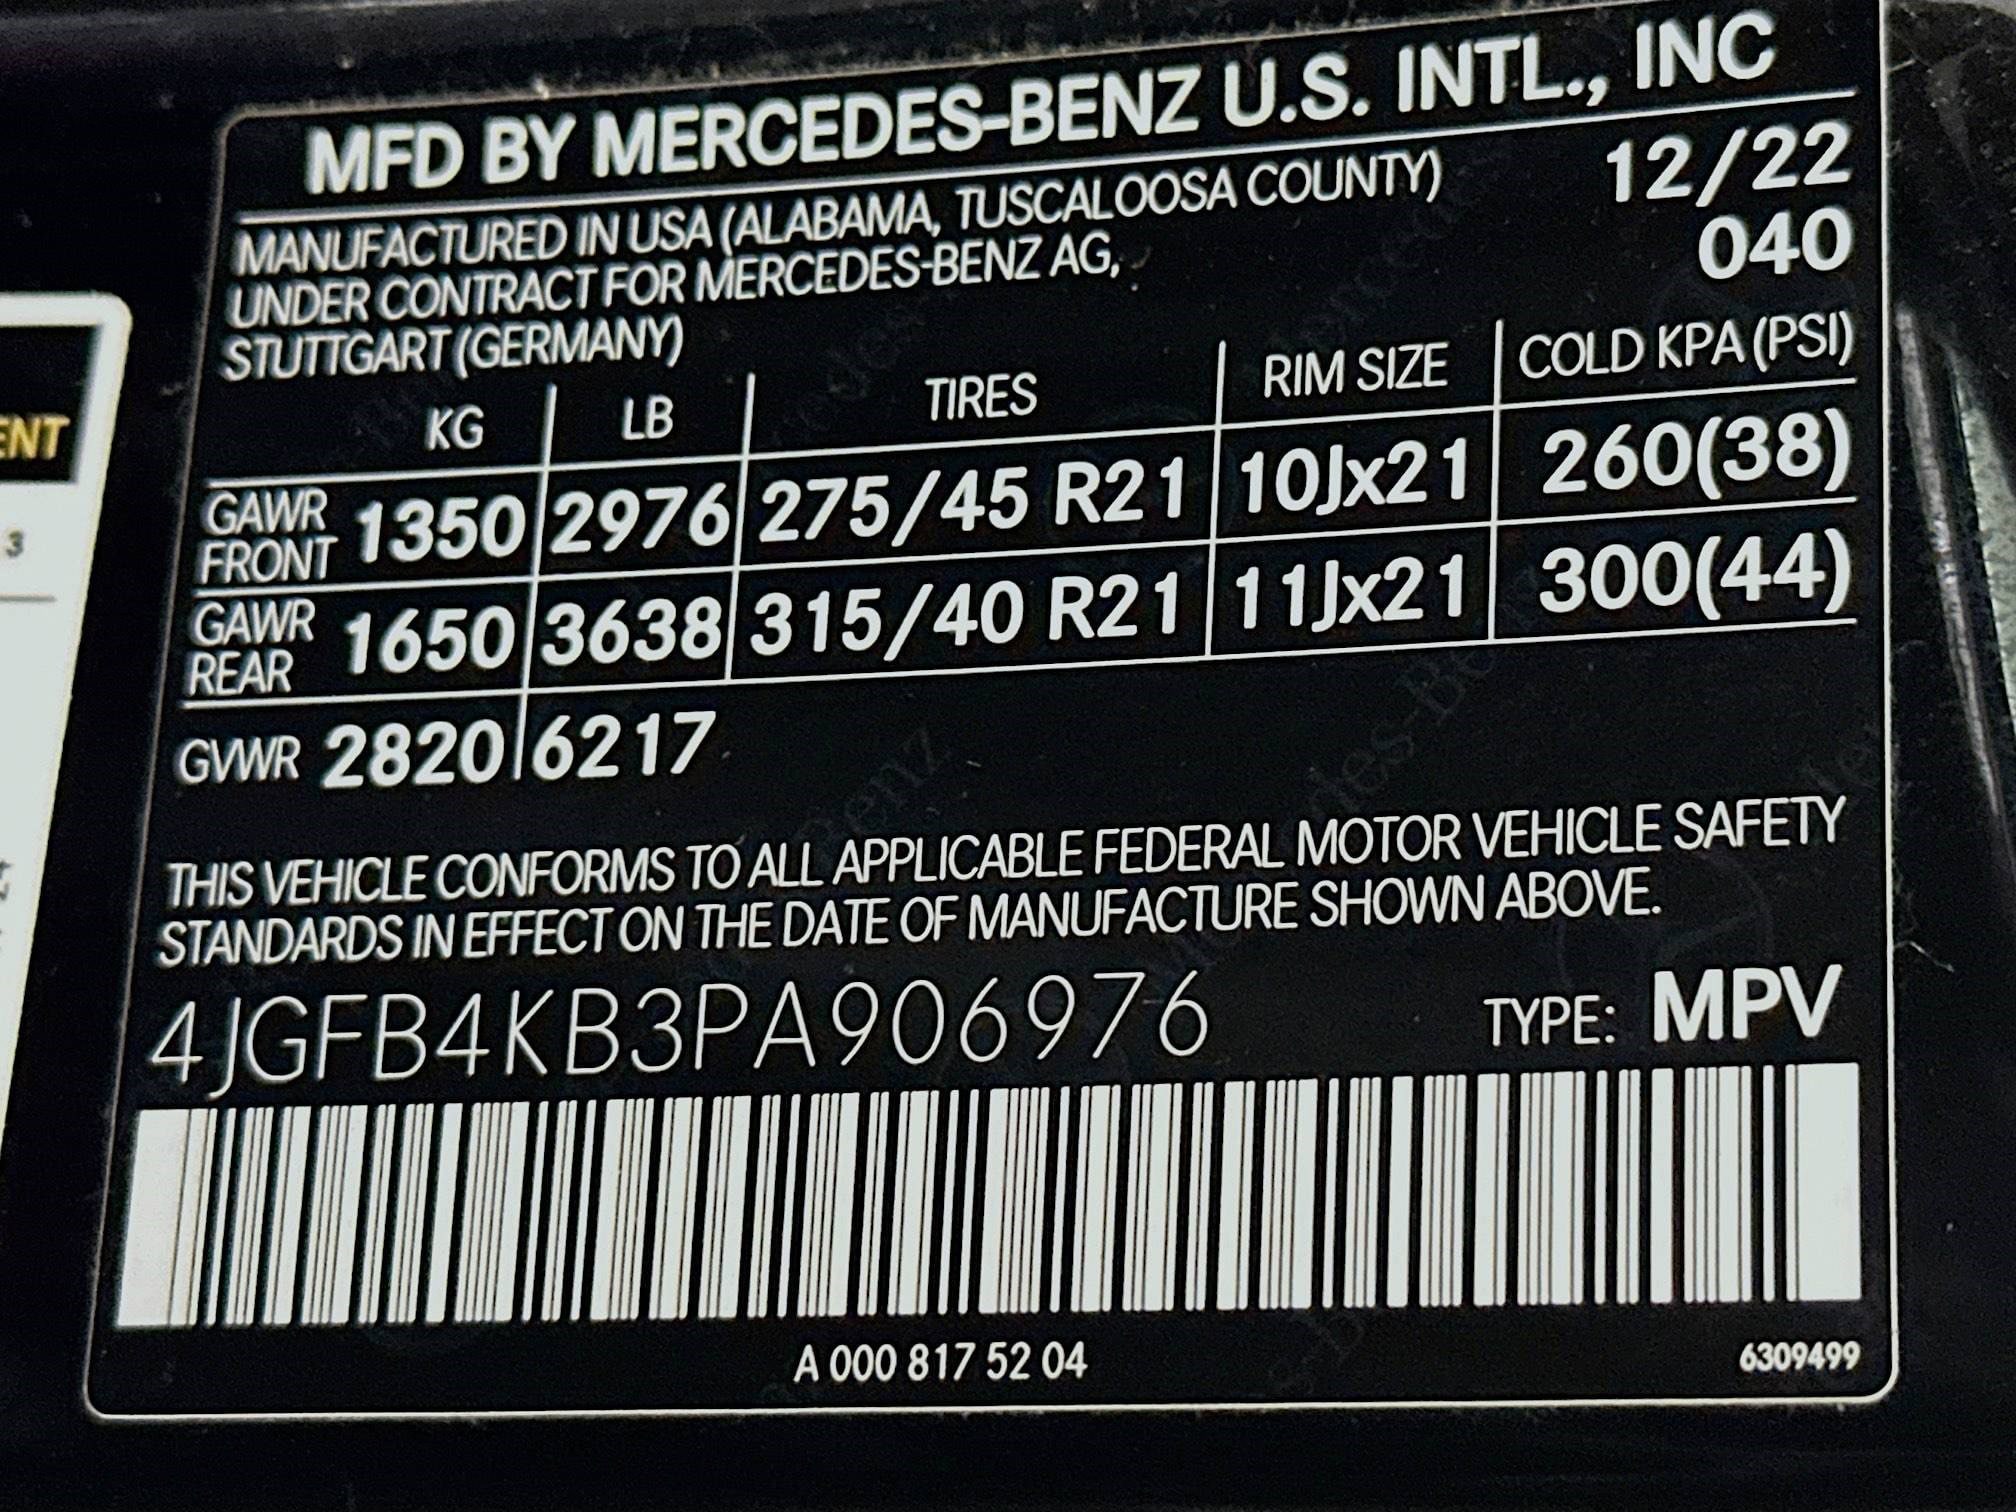 MFD BY MERCEDES-BENZ U.S. INTL., INC
MANUFACTURED IN USA (ALABAMA, TUSCALOOSA COUNTY) 12/22
UNDER CONTRACT FOR MERCEDES-BENZ AG, 040
STUTTGART (GERMANY)
KG LB TIRES RIM SIZE COLD KPA (PSI)
GAWR FRONT 1350 2976 275/45 R21 10Jx21 260(38)
GAWR REAR 1650 3638 315/40 R21 11Jx21 300(44)
GVWR 2820 6217
THIS VEHICLE CONFORMS TO ALL APPLICABLE FEDERAL MOTOR VEHICLE SAFETY
STANDARDS IN EFFECT ON THE DATE OF MANUFACTURE SHOWN ABOVE.
4JGFB4KB3PA906976 TYPE: MPV
A 000 817 52 04 6309499
ENT
3